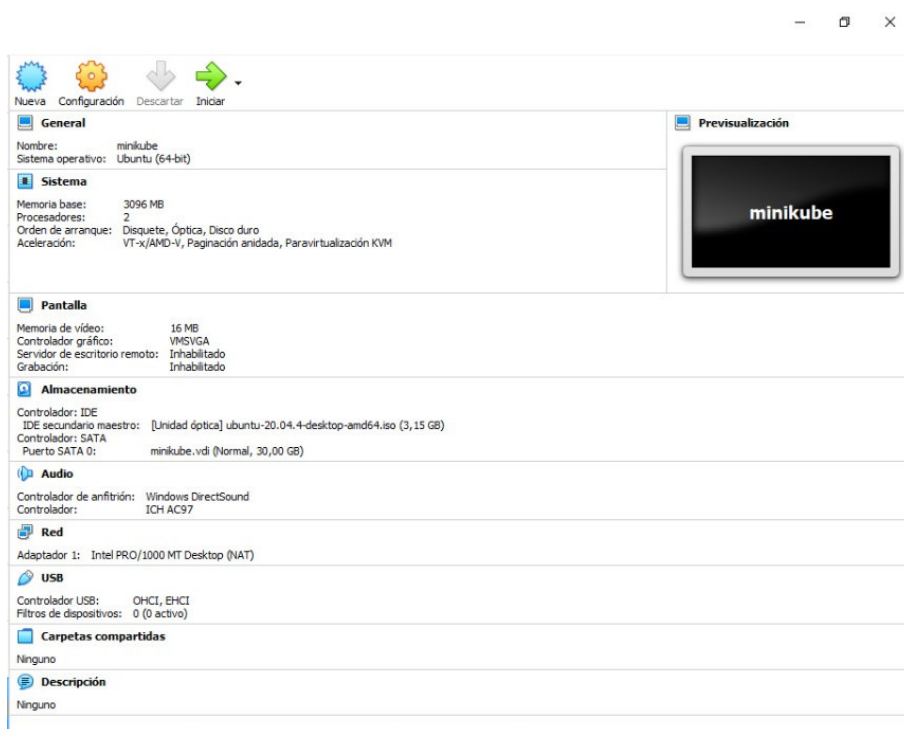 Nueva Configuración Descartar Iniciar
General
Nombre: minikube
Sistema operativo: Ubuntu (64-bit)
Previsualización
minikube
Sistema
Memoria base: 3096 MB
Procesadores: 2
Orden de arranque: Disquete, Óptica, Disco duro
Aceleración: VT-x/AMD-V, Paginación anidada, Paravirtualización KVM
Pantalla
Memoria de vídeo: 16 MB
Controlador gráfico: VMSVGA
Servidor de escritorio remoto: Inhabilitado
Grabación: Inhabilitado
Almacenamiento
Controlador: IDE
IDE secundario maestro: [Unidad óptica] ubuntu-20.04.4-desktop-amd64.iso (3,15 GB)
Controlador: SATA
Puerto SATA 0: minikube.vdi (Normal, 30,00 GB)
Audio
Controlador de anfitrión: Windows DirectSound
Controlador: ICH AC97
Red
Adaptador 1: Intel PRO/1000 MT Desktop (NAT)
USB
Controlador USB: OHCI, EHCI
Filtros de dispositivos: 0 (0 activo)
Carpetas compartidas
Ninguno
Descripción
Ninguno